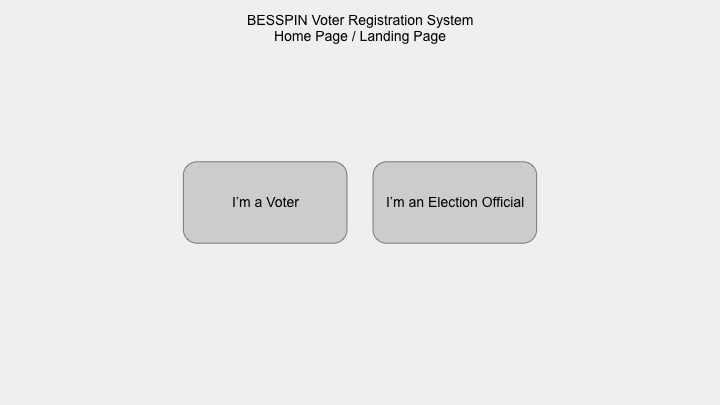 BESSPIN Voter Registration System
Home Page / Landing Page
I’m a Voter
I’m an Election Official